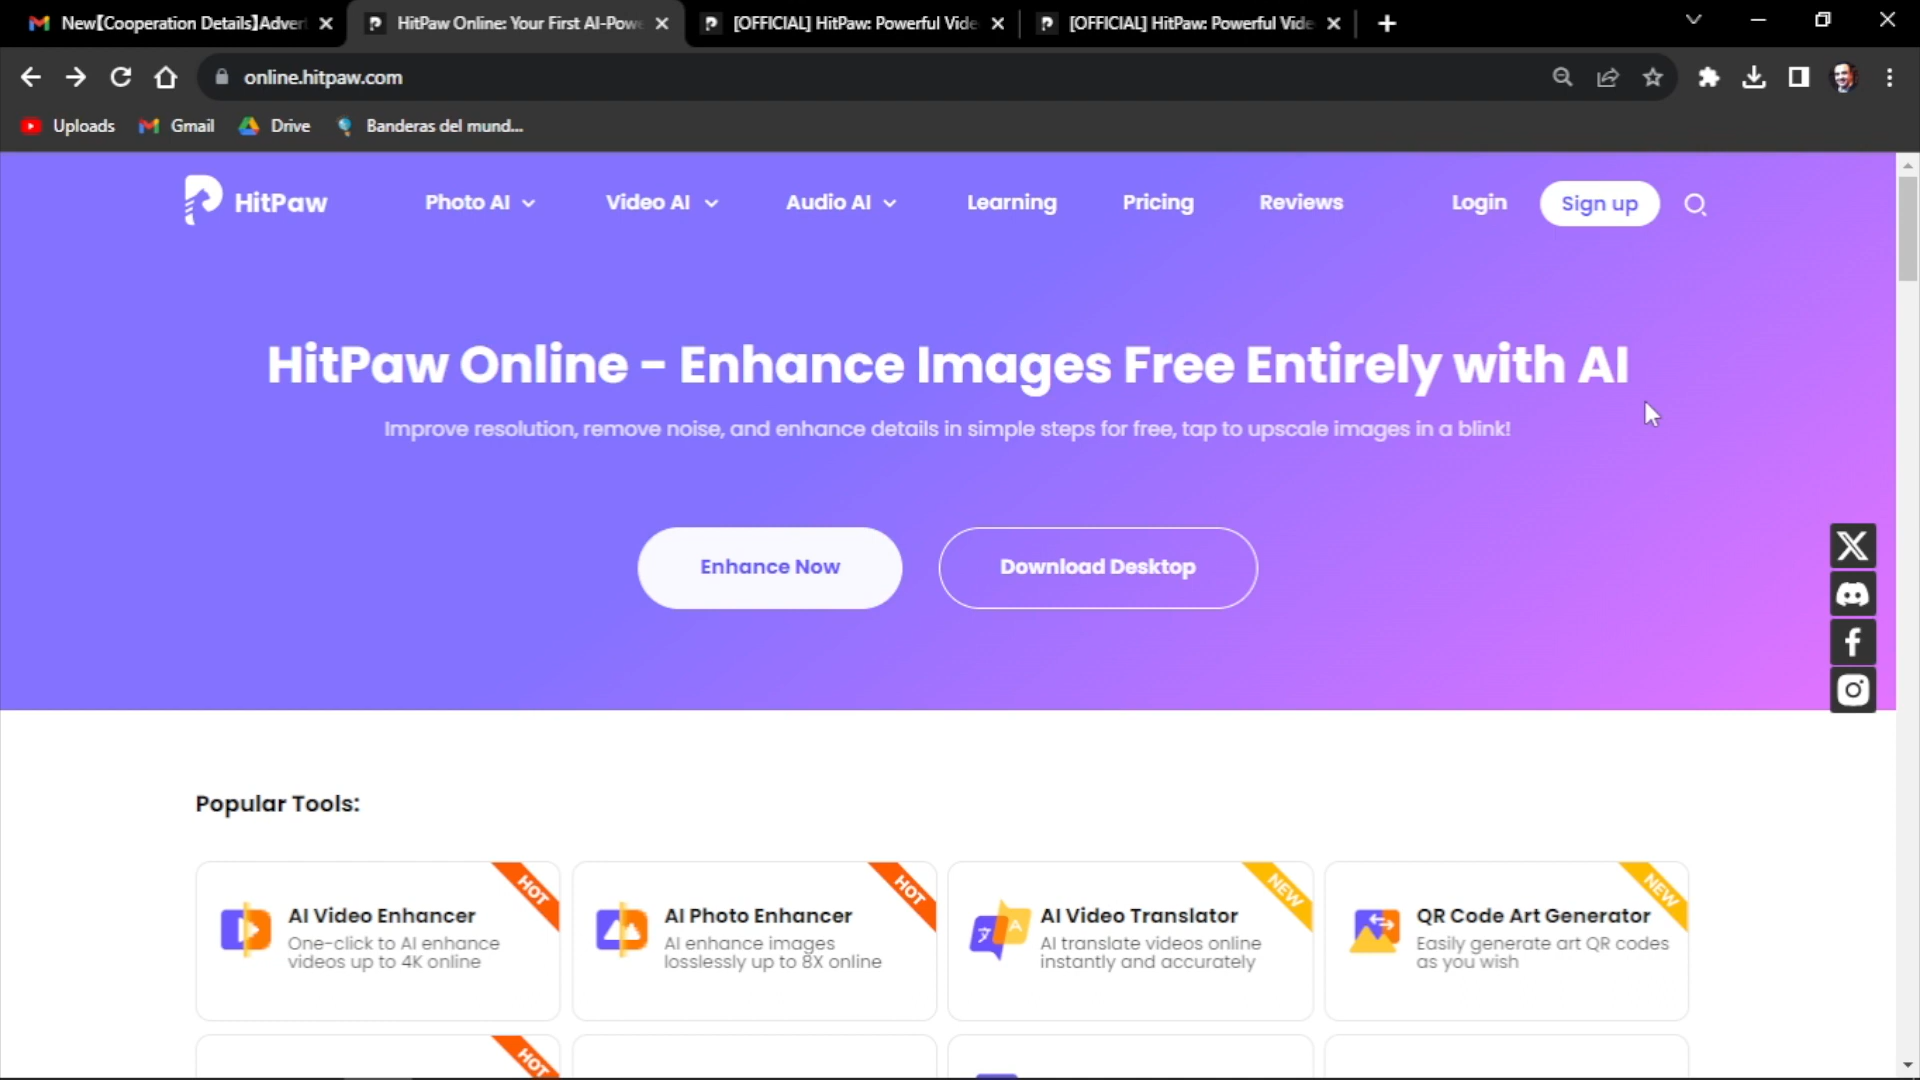 New【Cooperation Details】Adver
HitPaw Online: Your First AI-Pow
[OFFICIAL] HitPaw: Powerful Vide
[OFFICIAL] HitPaw: Powerful Vide
online.hitpaw.com
Uploads
Gmail
Drive
Banderas del mund...
HitPaw
Photo AI
Video AI
Audio AI
Learning
Pricing
Reviews
Login
Sign up
HitPaw Online - Enhance Images Free Entirely with AI
Improve resolution, remove noise, and enhance details in simple steps for free, tap to upscale images in a blink!
Enhance Now
Download Desktop
Popular Tools:
HOT
AI Video Enhancer
One-click to AI enhance
videos up to 4K online
HOT
AI Photo Enhancer
AI enhance images
losslessly up to 8X online
NEW
AI Video Translator
AI translate videos online
instantly and accurately
NEW
QR Code Art Generator
Easily generate art QR codes
as you wish
HOT